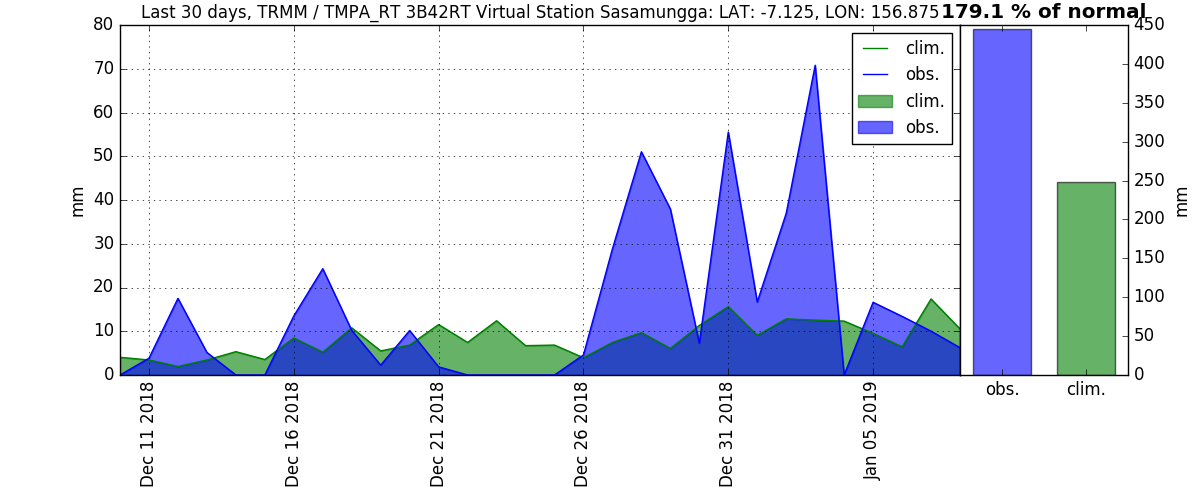 Last 30 days, TRMM / TMPA_RT 3B42RT Virtual Station Sasamungga: LAT: -7.125, LON: 156.875
179.1 % of normal
80
70
60
50
40
30
20
10
0
mm
clim.
obs.
clim.
obs.
Dec 11 2018
Dec 16 2018
Dec 21 2018
Dec 26 2018
Dec 31 2018
Jan 05 2019
450
400
350
300
250
200
150
100
50
0
mm
obs.
clim.